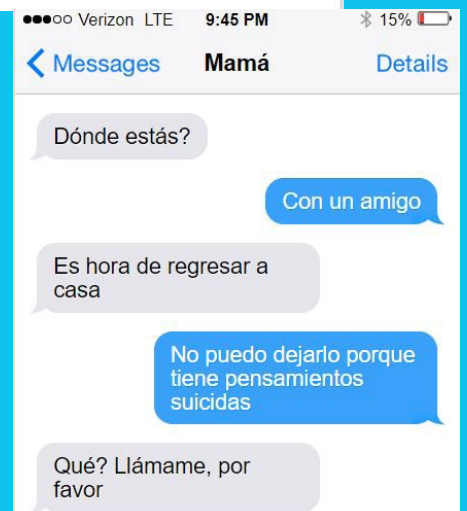 Verizon LTE 9:45 PM 15%
Messages Mamá Details
Dónde estás?
Con un amigo
Es hora de regresar a
casa
No puedo dejarlo porque
tiene pensamientos
suicidas
Qué? Llámame, por
favor